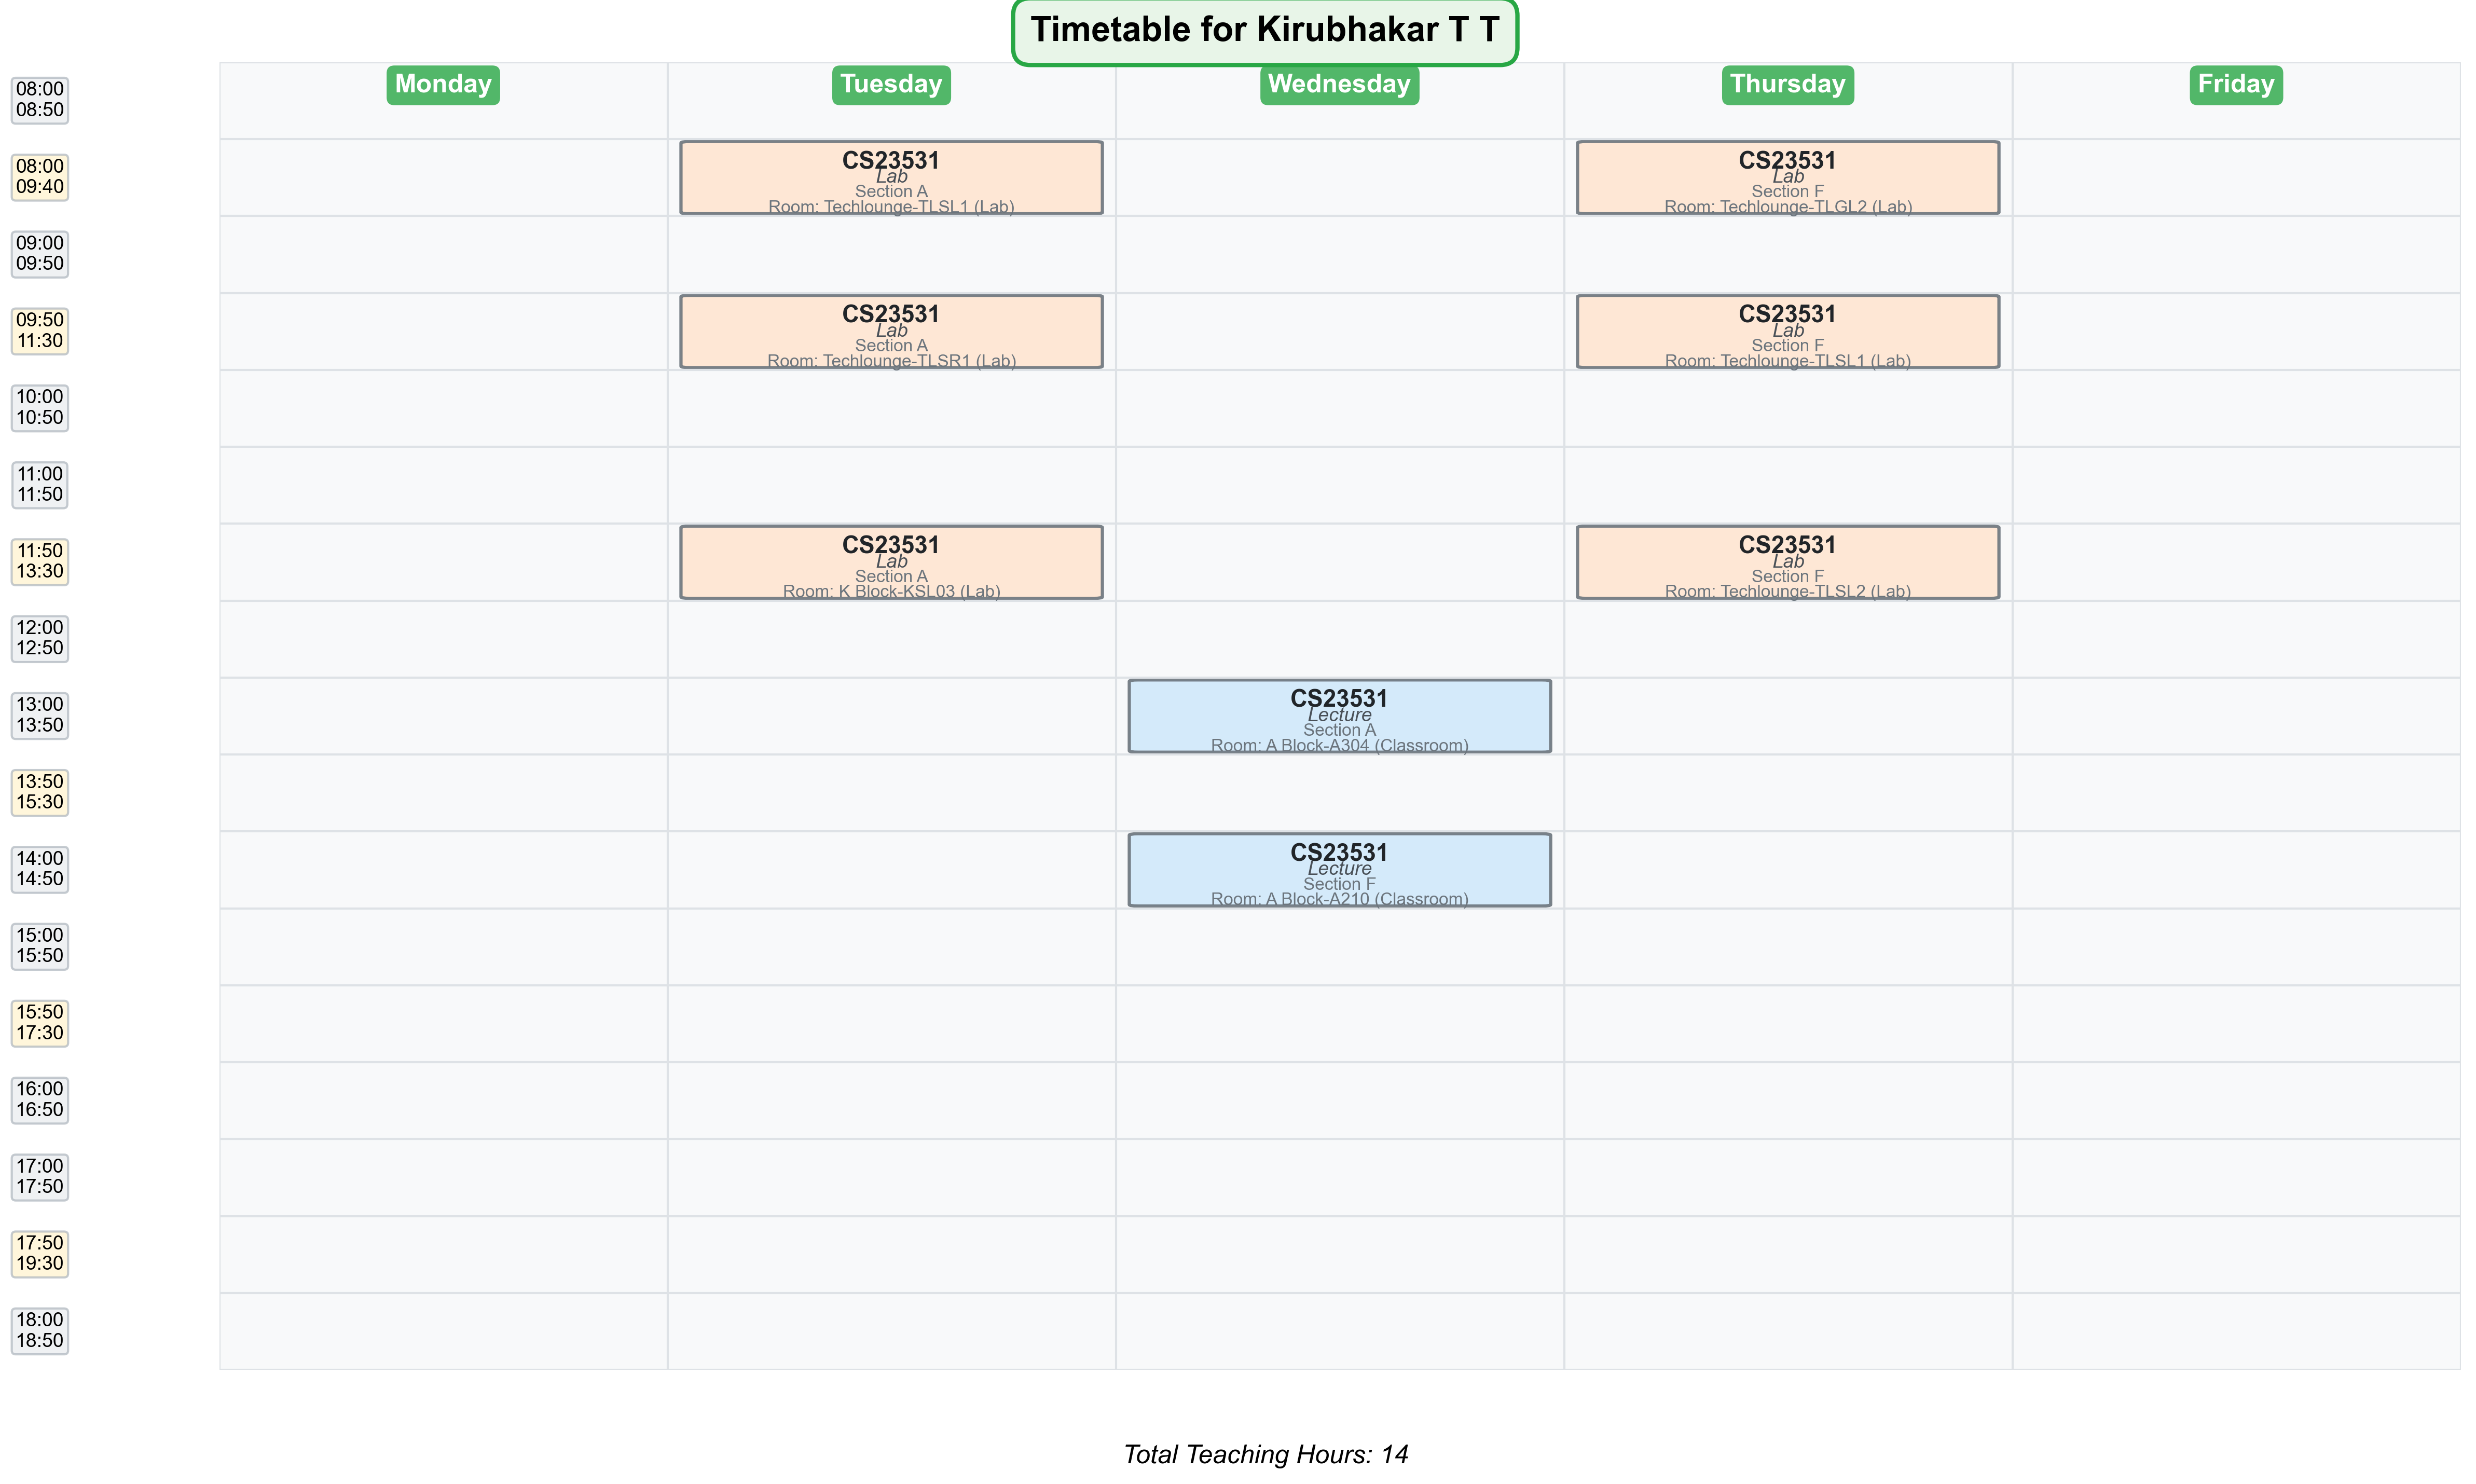 Timetable for Kirubhakar T T
Monday
Tuesday
Wednesday
Thursday
Friday
08:00
08:50
08:00
09:40
CS23531
Lab
Section A
Room: Techlounge-TLSL1 (Lab)
CS23531
Lab
Section F
Room: Techlounge-TLGL2 (Lab)
09:00
09:50
09:50
11:30
CS23531
Lab
Section A
Room: Techlounge-TLSR1 (Lab)
CS23531
Lab
Section F
Room: Techlounge-TLSL1 (Lab)
10:00
10:50
11:00
11:50
11:50
13:30
CS23531
Lab
Section A
Room: K Block-KSL03 (Lab)
CS23531
Lab
Section F
Room: Techlounge-TLSL2 (Lab)
12:00
12:50
13:00
13:50
CS23531
Lecture
Section A
Room: A Block-A304 (Classroom)
13:50
15:30
14:00
14:50
CS23531
Lecture
Section F
Room: A Block-A210 (Classroom)
15:00
15:50
15:50
17:30
16:00
16:50
17:00
17:50
17:50
19:30
18:00
18:50
Total Teaching Hours: 14